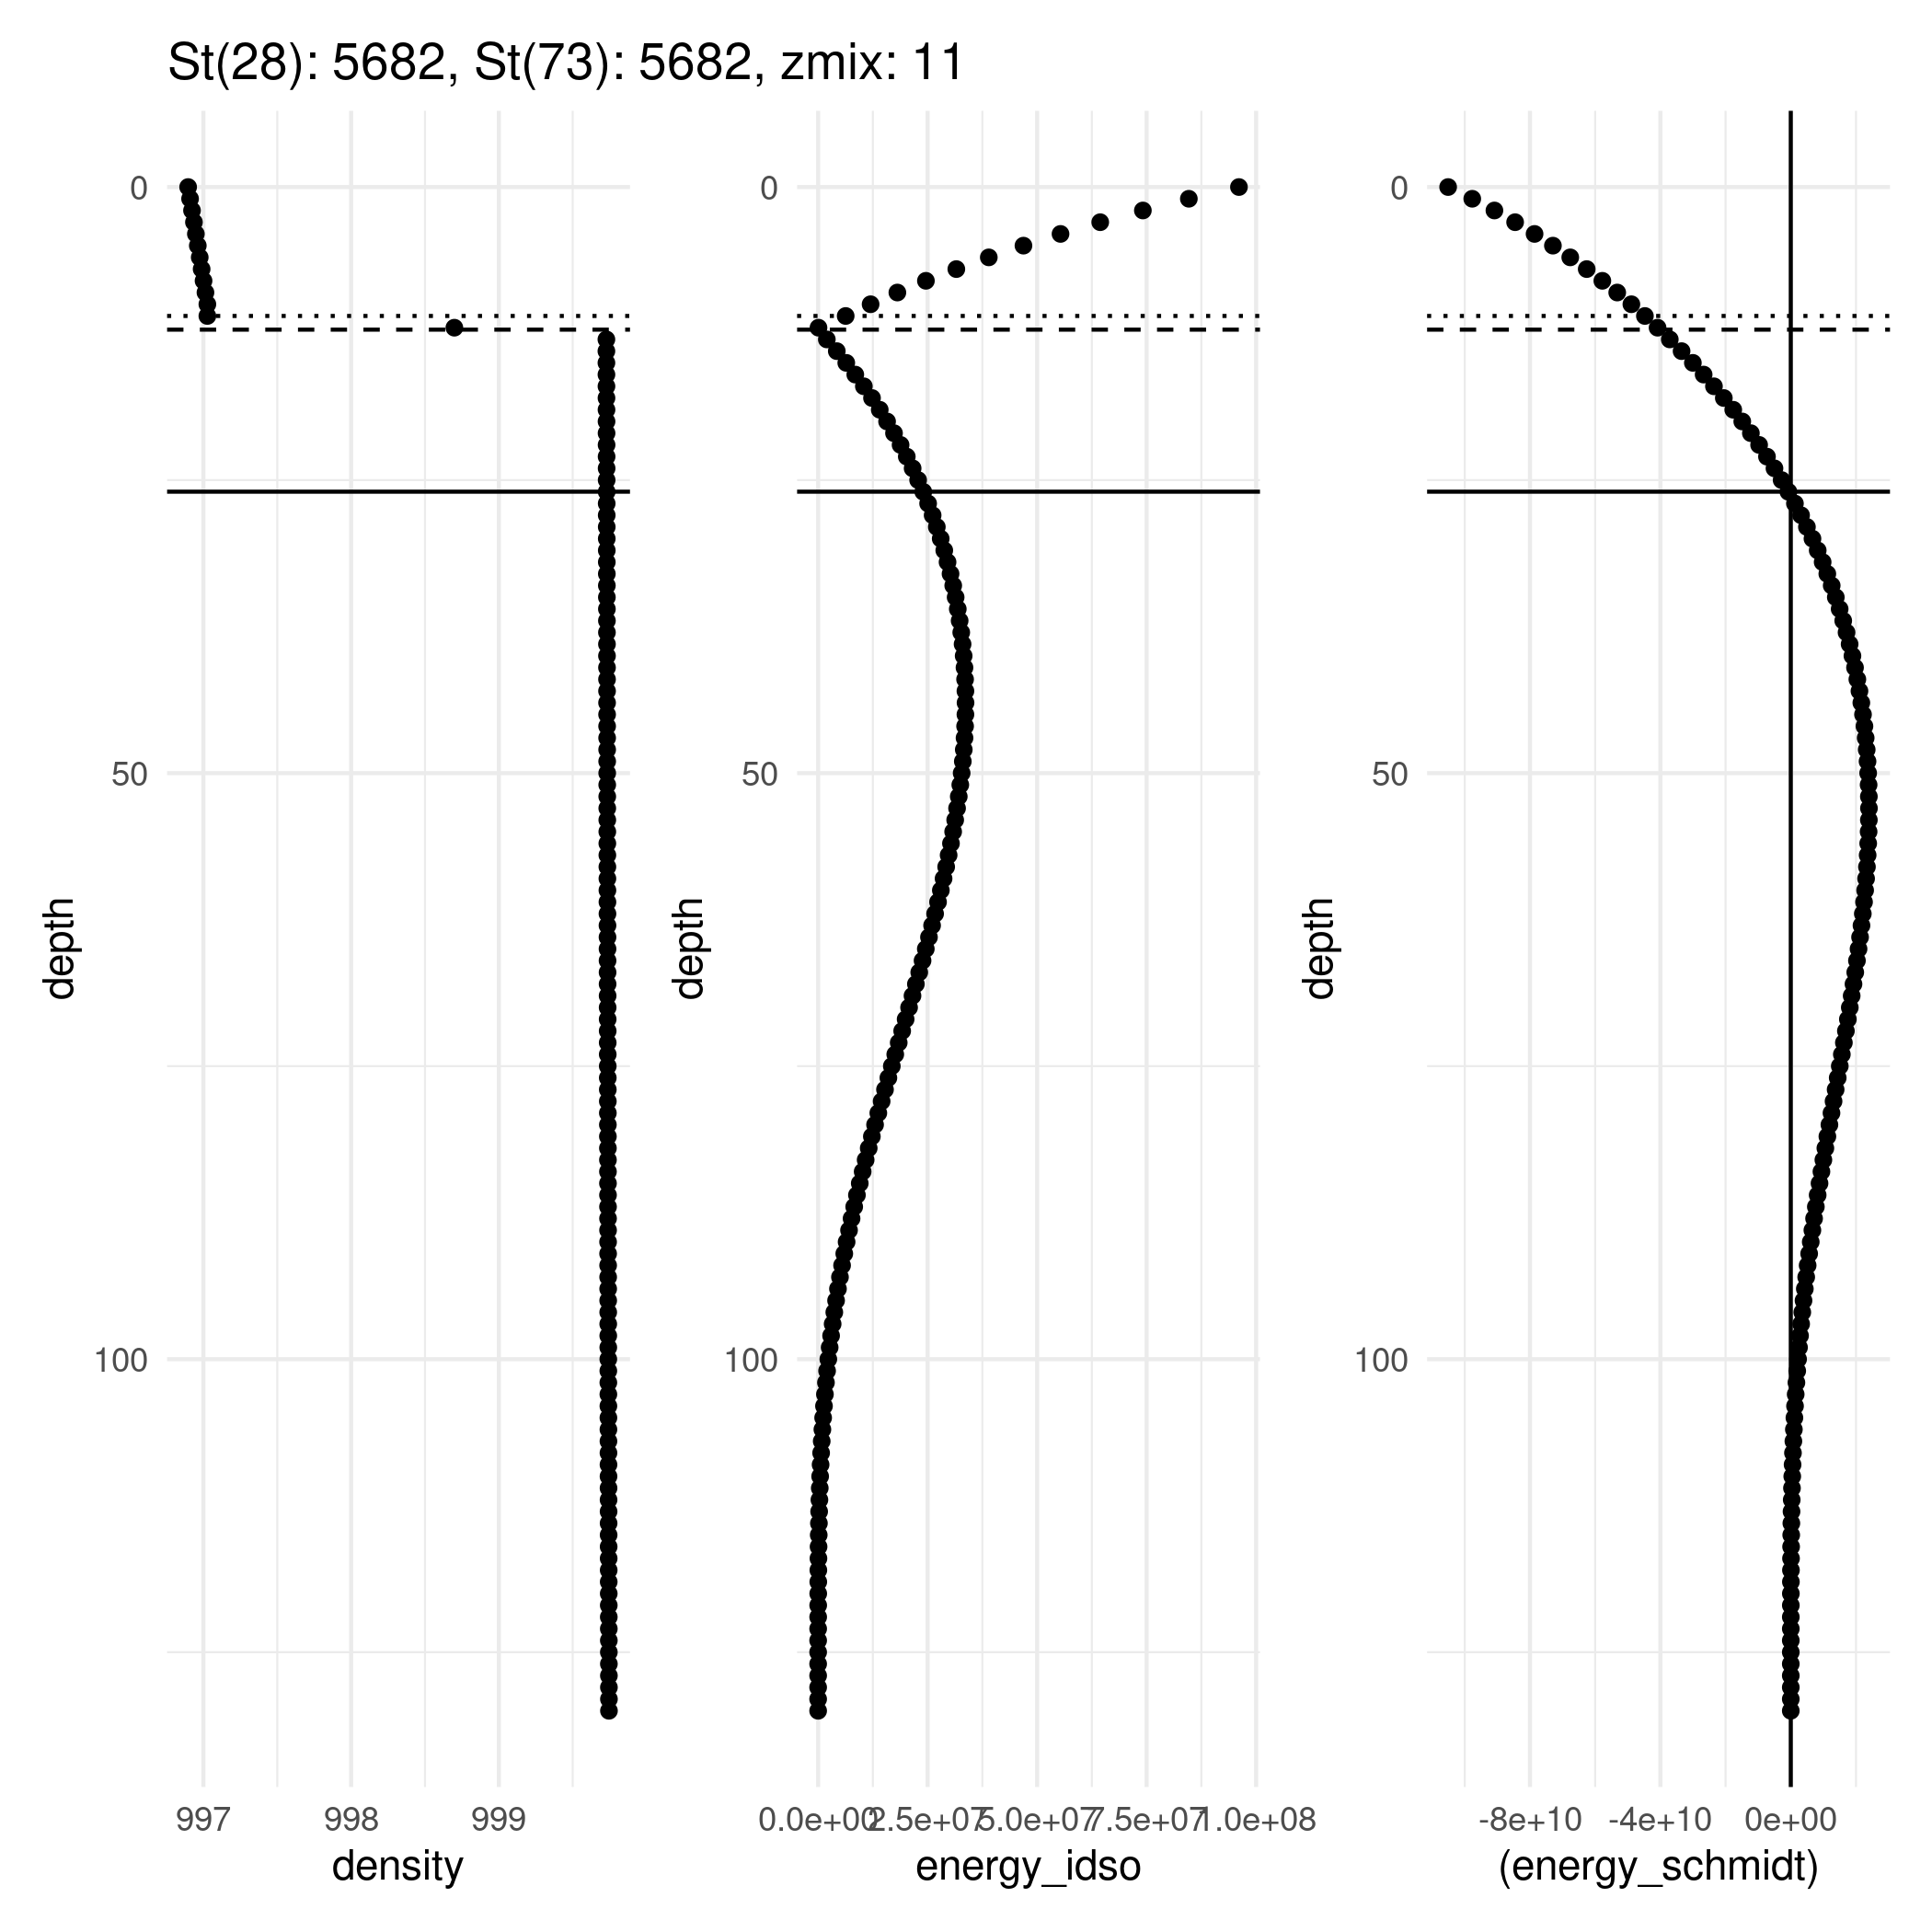 St(28): 5682, St(73): 5682, zmix: 11
0
50
100
depth
997 998 999
density
0
50
100
depth
0.0e+00 2.5e+07 5.0e+07 7.5e+07 1.0e+08
energy_idso
0
50
100
depth
-8e+10 -4e+10 0e+00
(energy_schmidt)